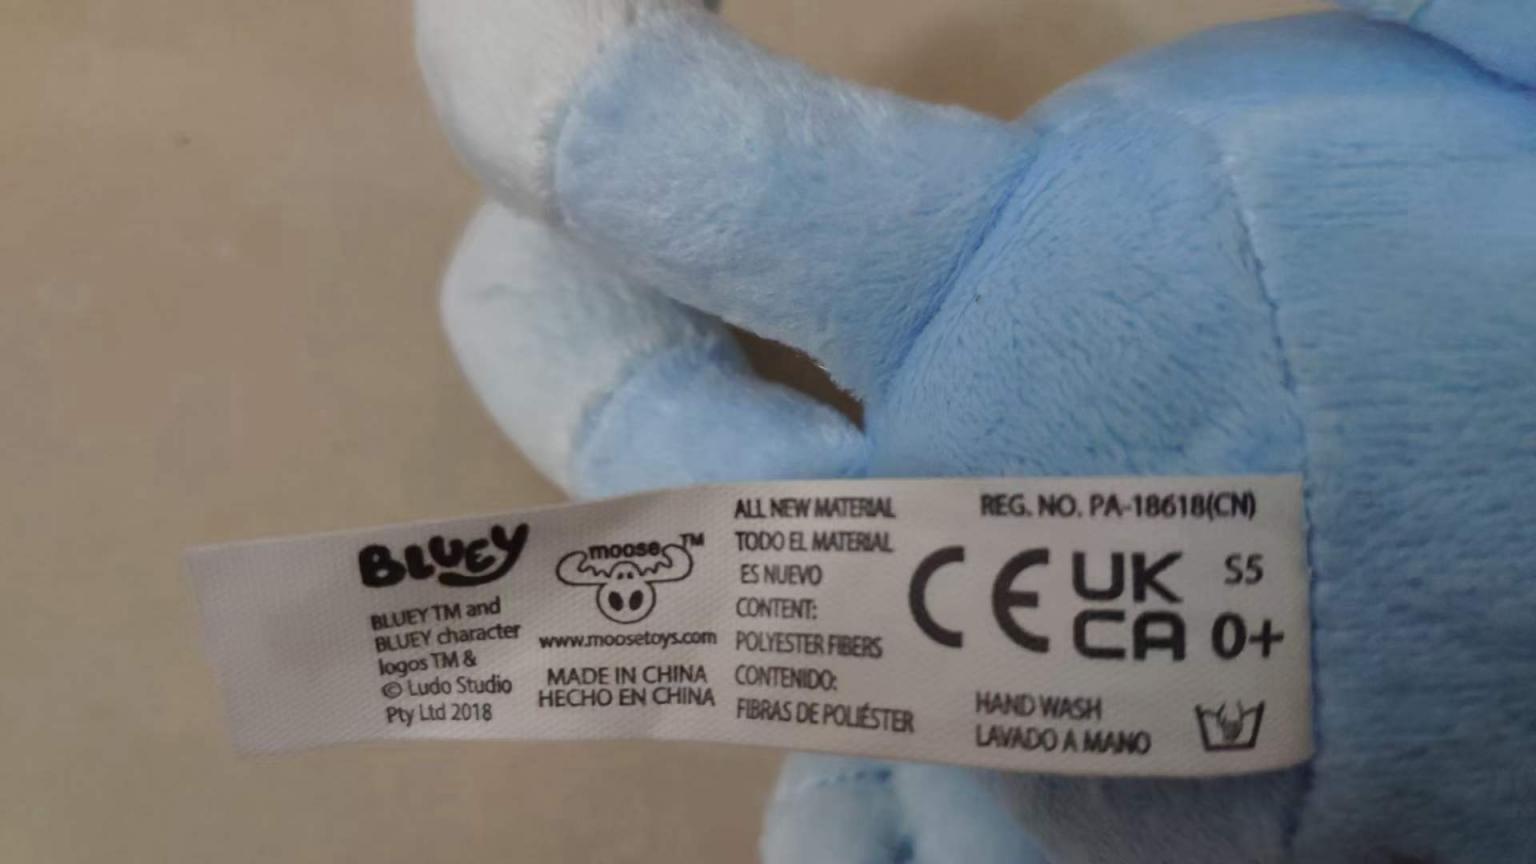 BLUEY
BLUEY TM and
BLUEY character
logos TM &
© Ludo Studio
Pty Ltd 2018
moose TM
www.moosetoys.com
MADE IN CHINA
HECHO EN CHINA
ALL NEW MATERIAL
TODO EL MATERIAL
ES NUEVO
CONTENT:
POLYESTER FIBERS
CONTENIDO:
FIBRAS DE POLIÉSTER
REG. NO. PA-18618(CN)
CE
UK
CA
S5
0+
HAND WASH
LAVADO A MANO